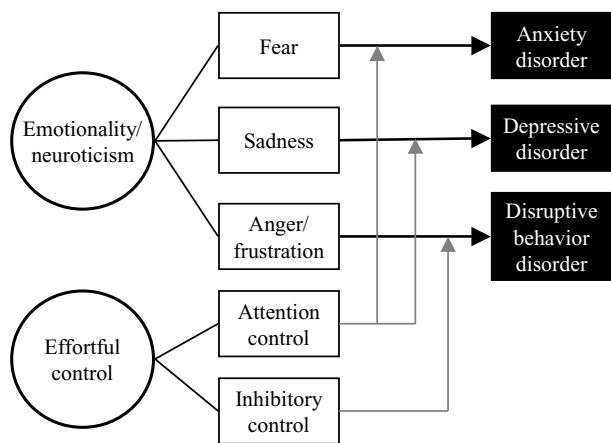 Emotionality/
neuroticism
Fear
Anxiety
disorder
Sadness
Depressive
disorder
Anger/
frustration
Disruptive
behavior
disorder
Effortful
control
Attention
control
Inhibitory
control